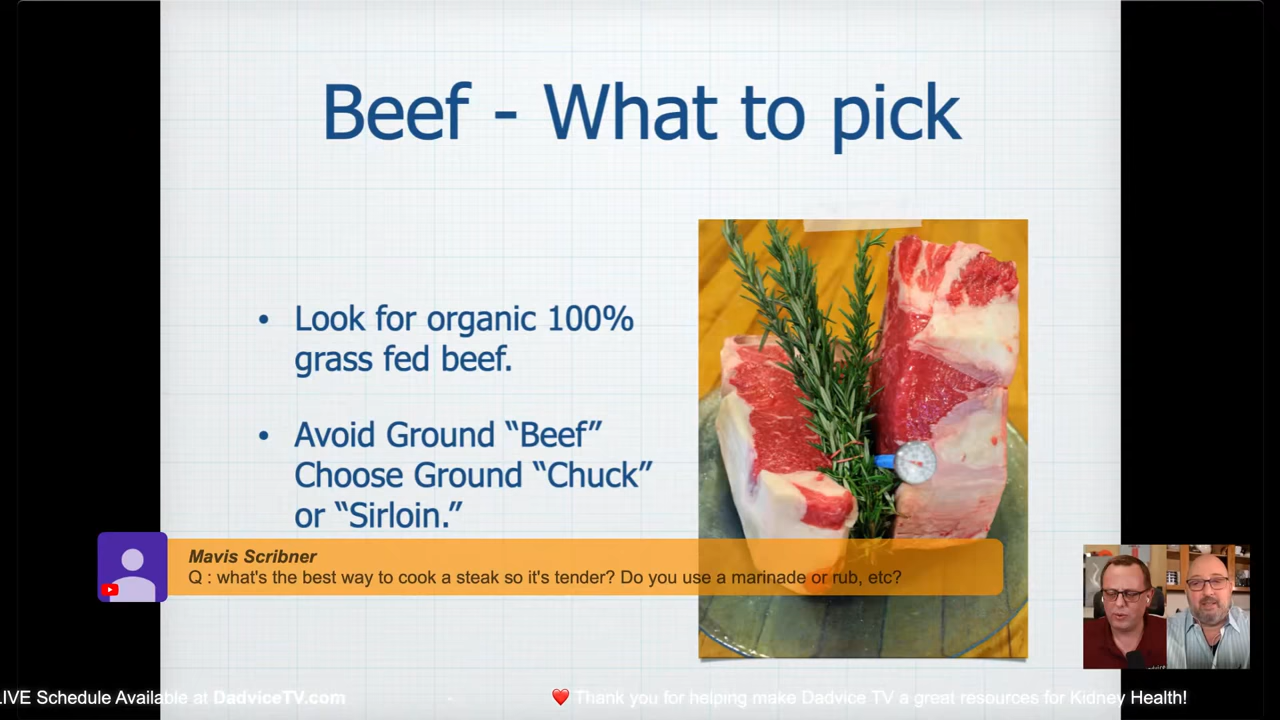 Beef - What to pick
• Look for organic 100%
grass fed beef.
• Avoid Ground “Beef”
Choose Ground “Chuck”
or “Sirloin.”
Mavis Scribner
Q : what's the best way to cook a steak so it's tender? Do you use a marinade or rub, etc?
LIVE Schedule Available at DadviceTV.com
❤️ Thank you for helping make Dadvice TV a great resources for Kidney Health!